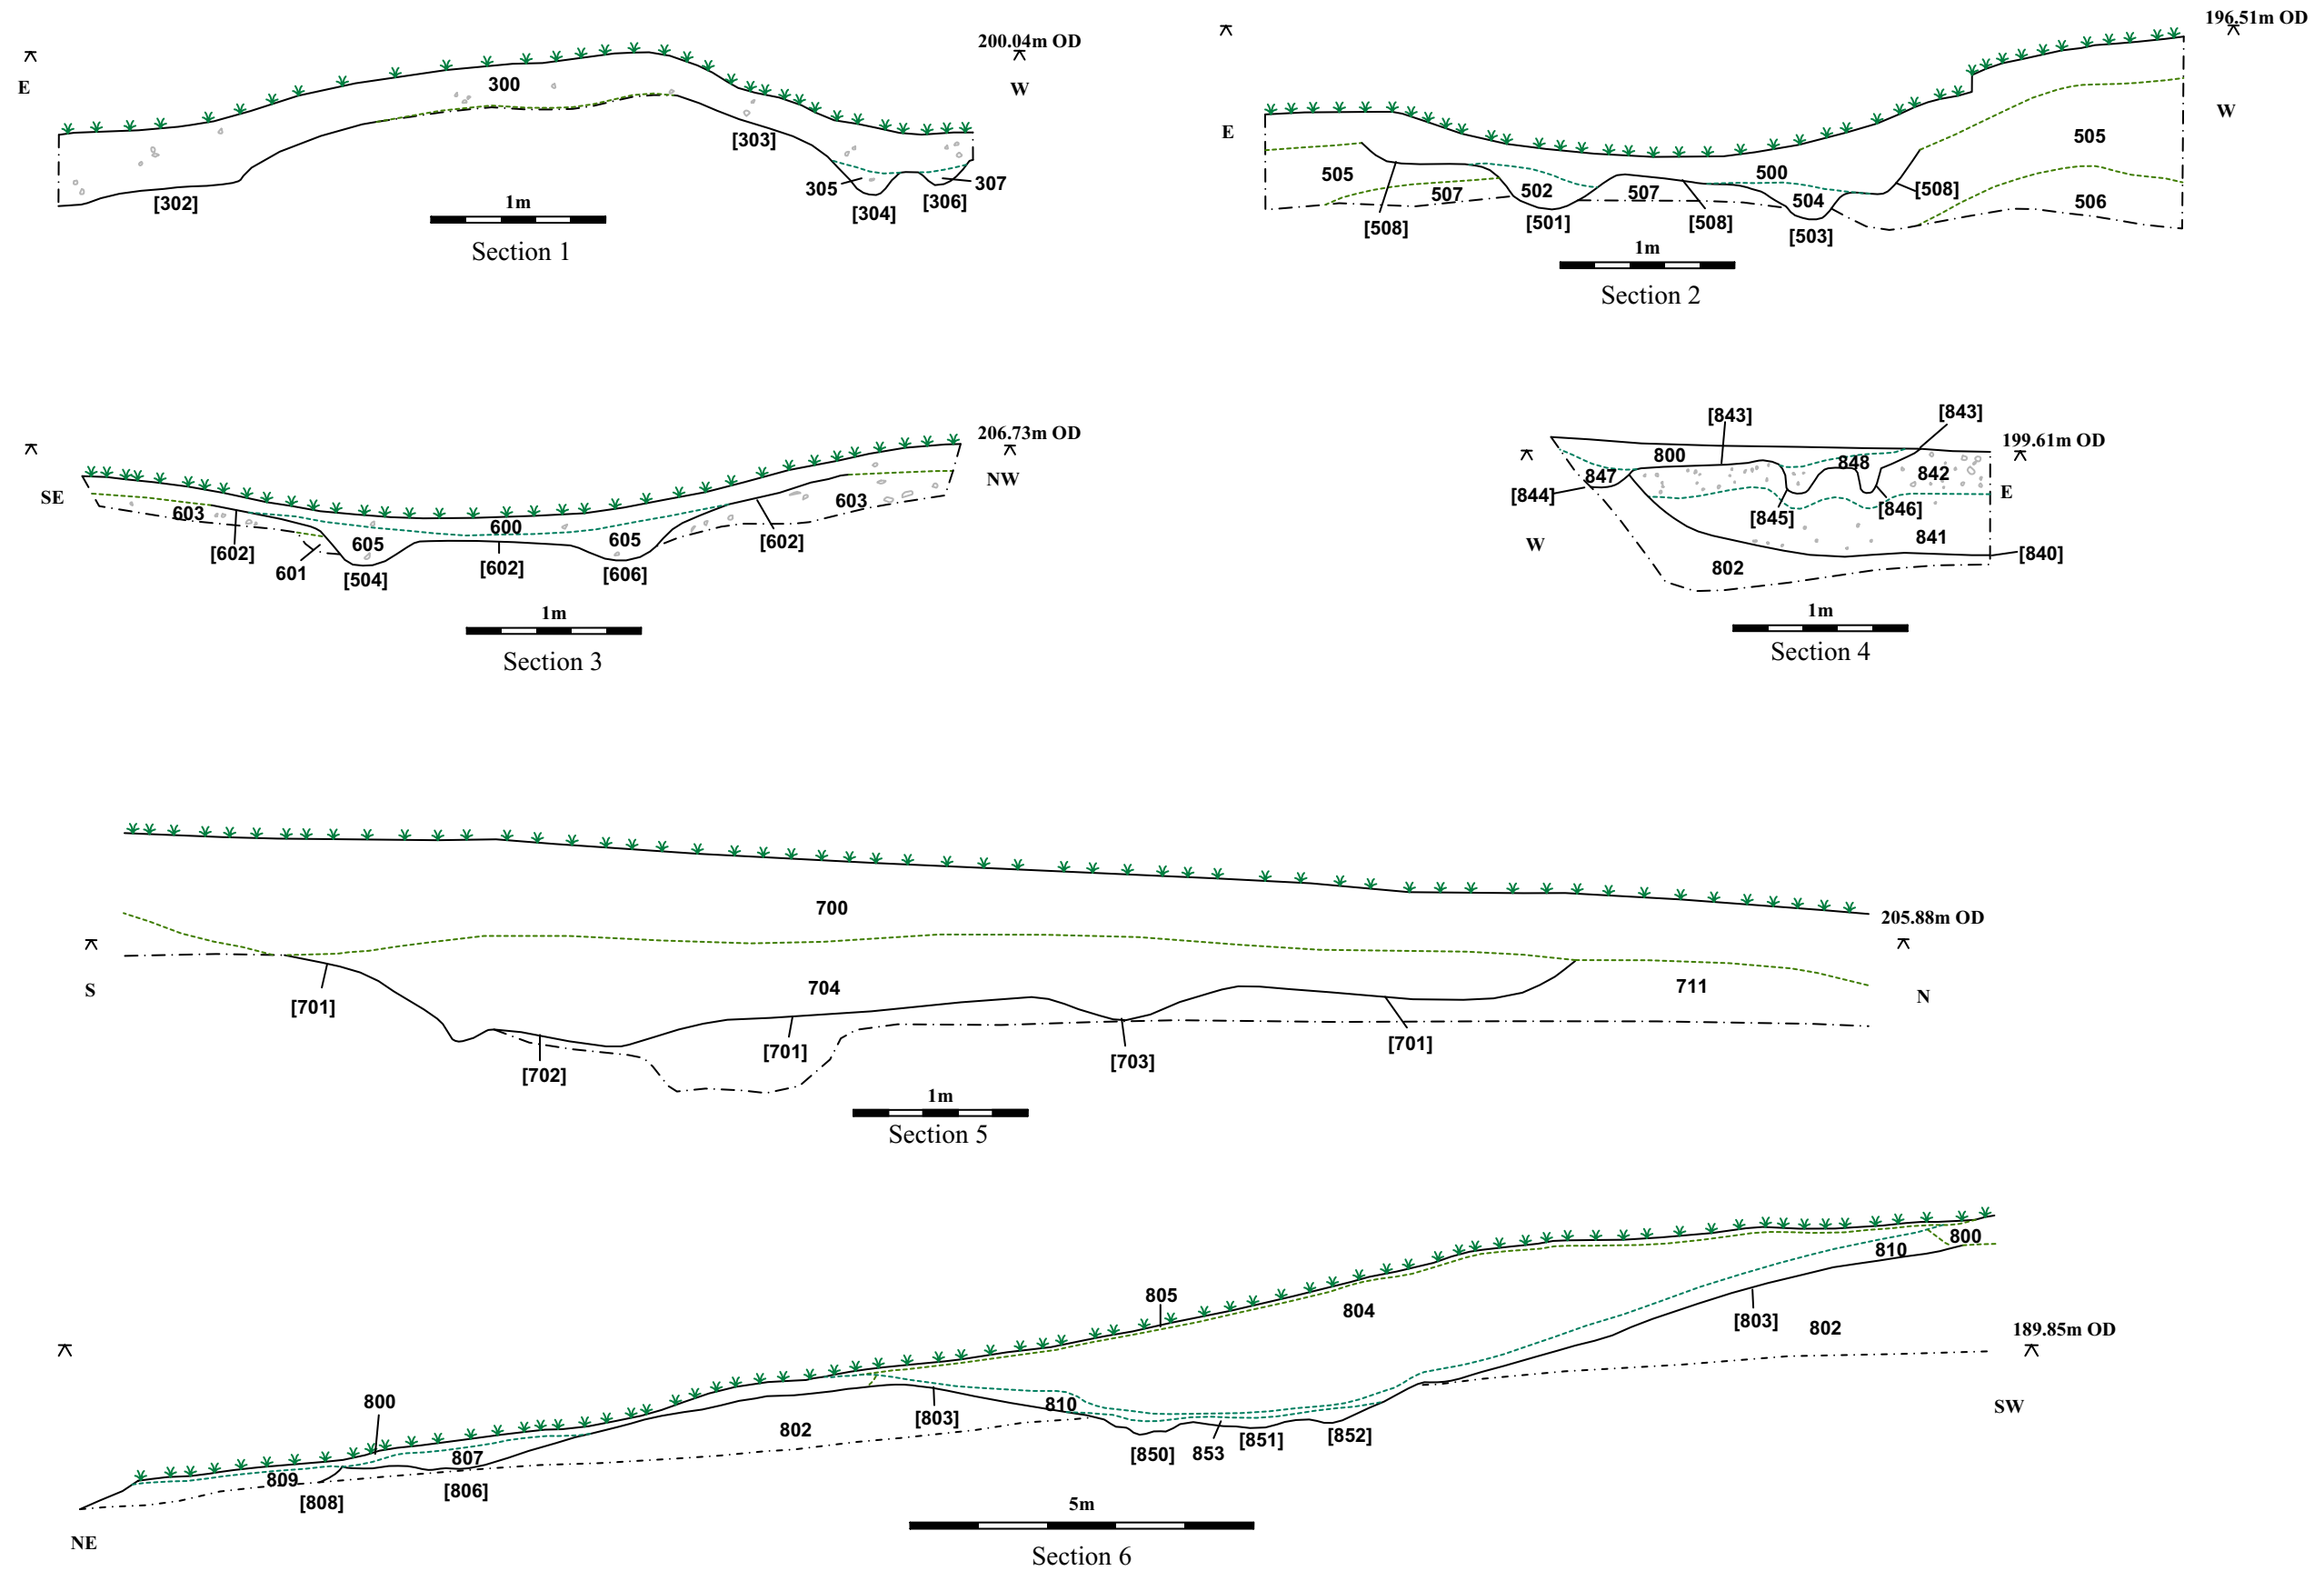 200.04m OD
E
W
300
[303]
[302]
305
307
[304]
[306]
1m
Section 1
196.51m OD
E
W
505
505
500
507
502
507
504
[508]
506
[508]
[501]
[508]
[503]
1m
Section 2
206.73m OD
SE
NW
603
600
603
605
605
[602]
[602]
[602]
601
[504]
[606]
1m
Section 3
[843]
[843]
199.61m OD
800
848
842
847
[844]
E
[845]
[846]
W
841
[840]
802
1m
Section 4
700
205.88m OD
S
N
704
711
[701]
[701]
[701]
[702]
[703]
1m
Section 5
805
804
800
810
[803]
802
189.85m OD
800
810
[803]
SW
802
[850]
853
[851]
[852]
807
809
[806]
[808]
5m
NE
Section 6